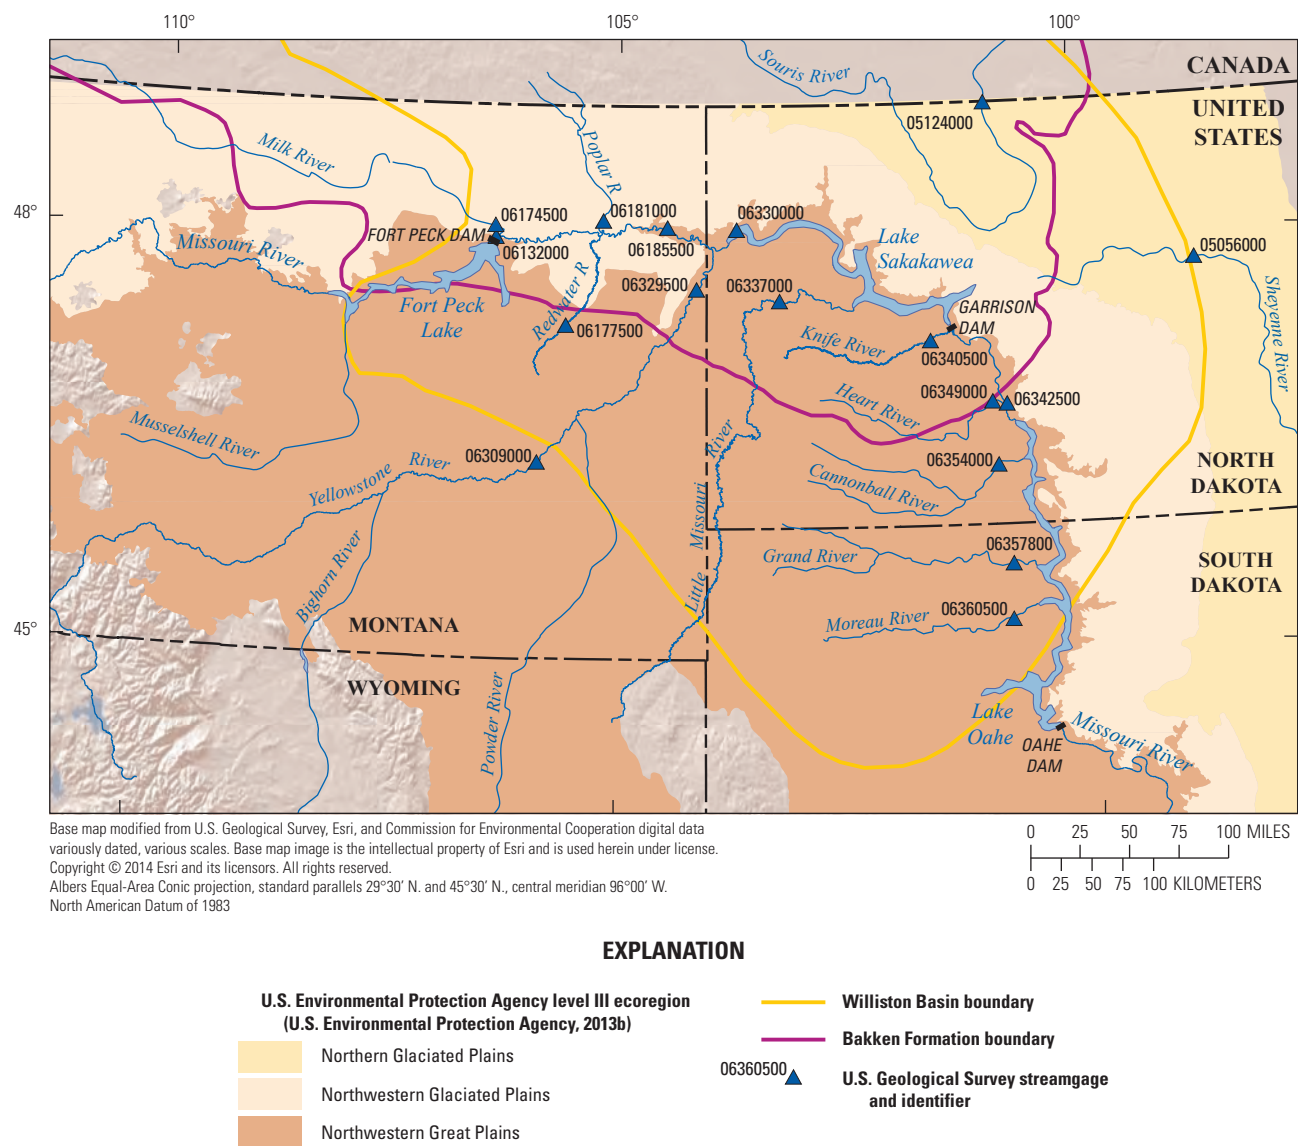 110°
105°
100°
CANADA
UNITED
STATES
Souris River
05124000
Milk River
Poplar R
48°
06174500
06181000
06330000
FORT PECK DAM
06132000
06185500
Missouri River
Lake
Sakakawea
05056000
06329500
06337000
Fort Peck
Lake
Redwater R
06177500
GARRISON
DAM
Knife River
06340500
Sheyenne River
Heart River
06349000
06342500
Musselshell River
06309000
Yellowstone
River
River
06354000
Cannonball River
NORTH
DAKOTA
Missouri
Little
06357800
Grand River
SOUTH
DAKOTA
Bighorn River
06360500
Moreau River
45°
MONTANA
WYOMING
Powder River
Lake
Oahe
Missouri River
OAHE
DAM
Base map modified from U.S. Geological Survey, Esri, and Commission for Environmental Cooperation digital data
variously dated, various scales. Base map image is the intellectual property of Esri and is used herein under license.
Copyright © 2014 Esri and its licensors. All rights reserved.
Albers Equal-Area Conic projection, standard parallels 29°30′ N. and 45°30′ N., central meridian 96°00′ W.
North American Datum of 1983
0 25 50 75 100 MILES
0 25 50 75 100 KILOMETERS
EXPLANATION
U.S. Environmental Protection Agency level III ecoregion
(U.S. Environmental Protection Agency, 2013b)
Northern Glaciated Plains
Northwestern Glaciated Plains
Northwestern Great Plains
Williston Basin boundary
Bakken Formation boundary
06360500
U.S. Geological Survey streamgage
and identifier